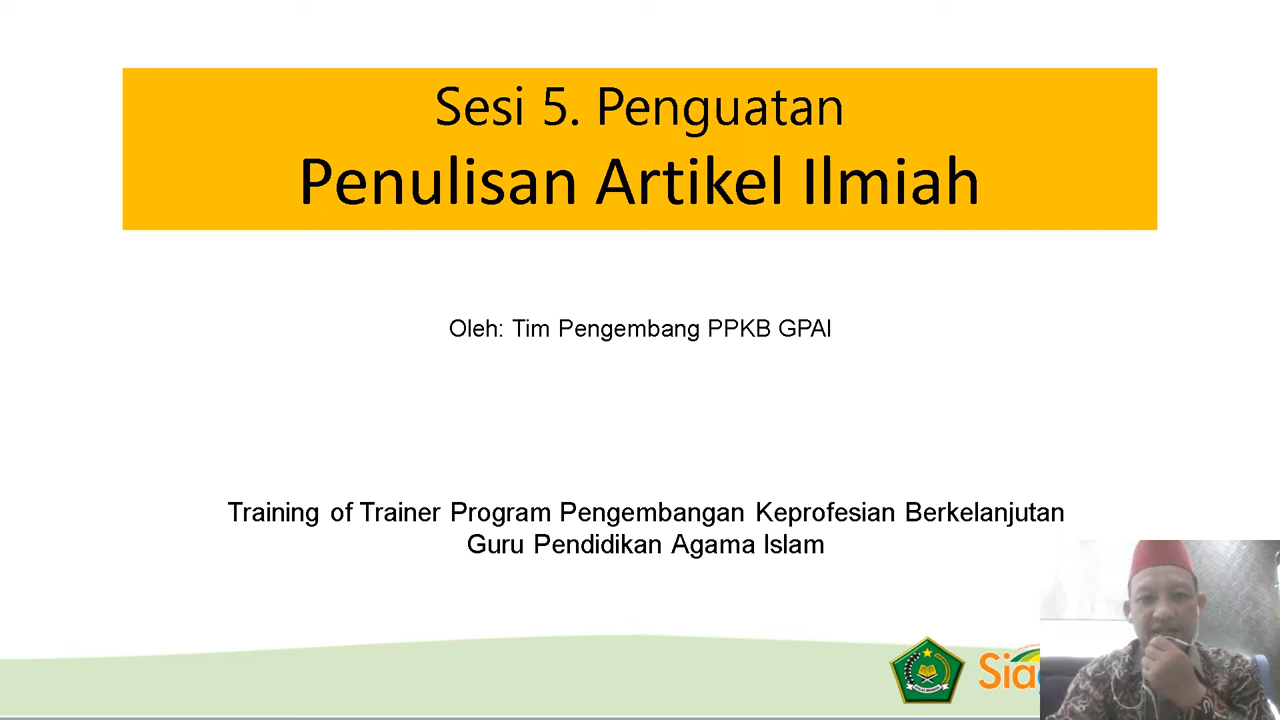 Sesi 5. Penguatan
Penulisan Artikel Ilmiah
Oleh: Tim Pengembang PPKB GPAI
Training of Trainer Program Pengembangan Keprofesian Berkelanjutan
Guru Pendidikan Agama Islam